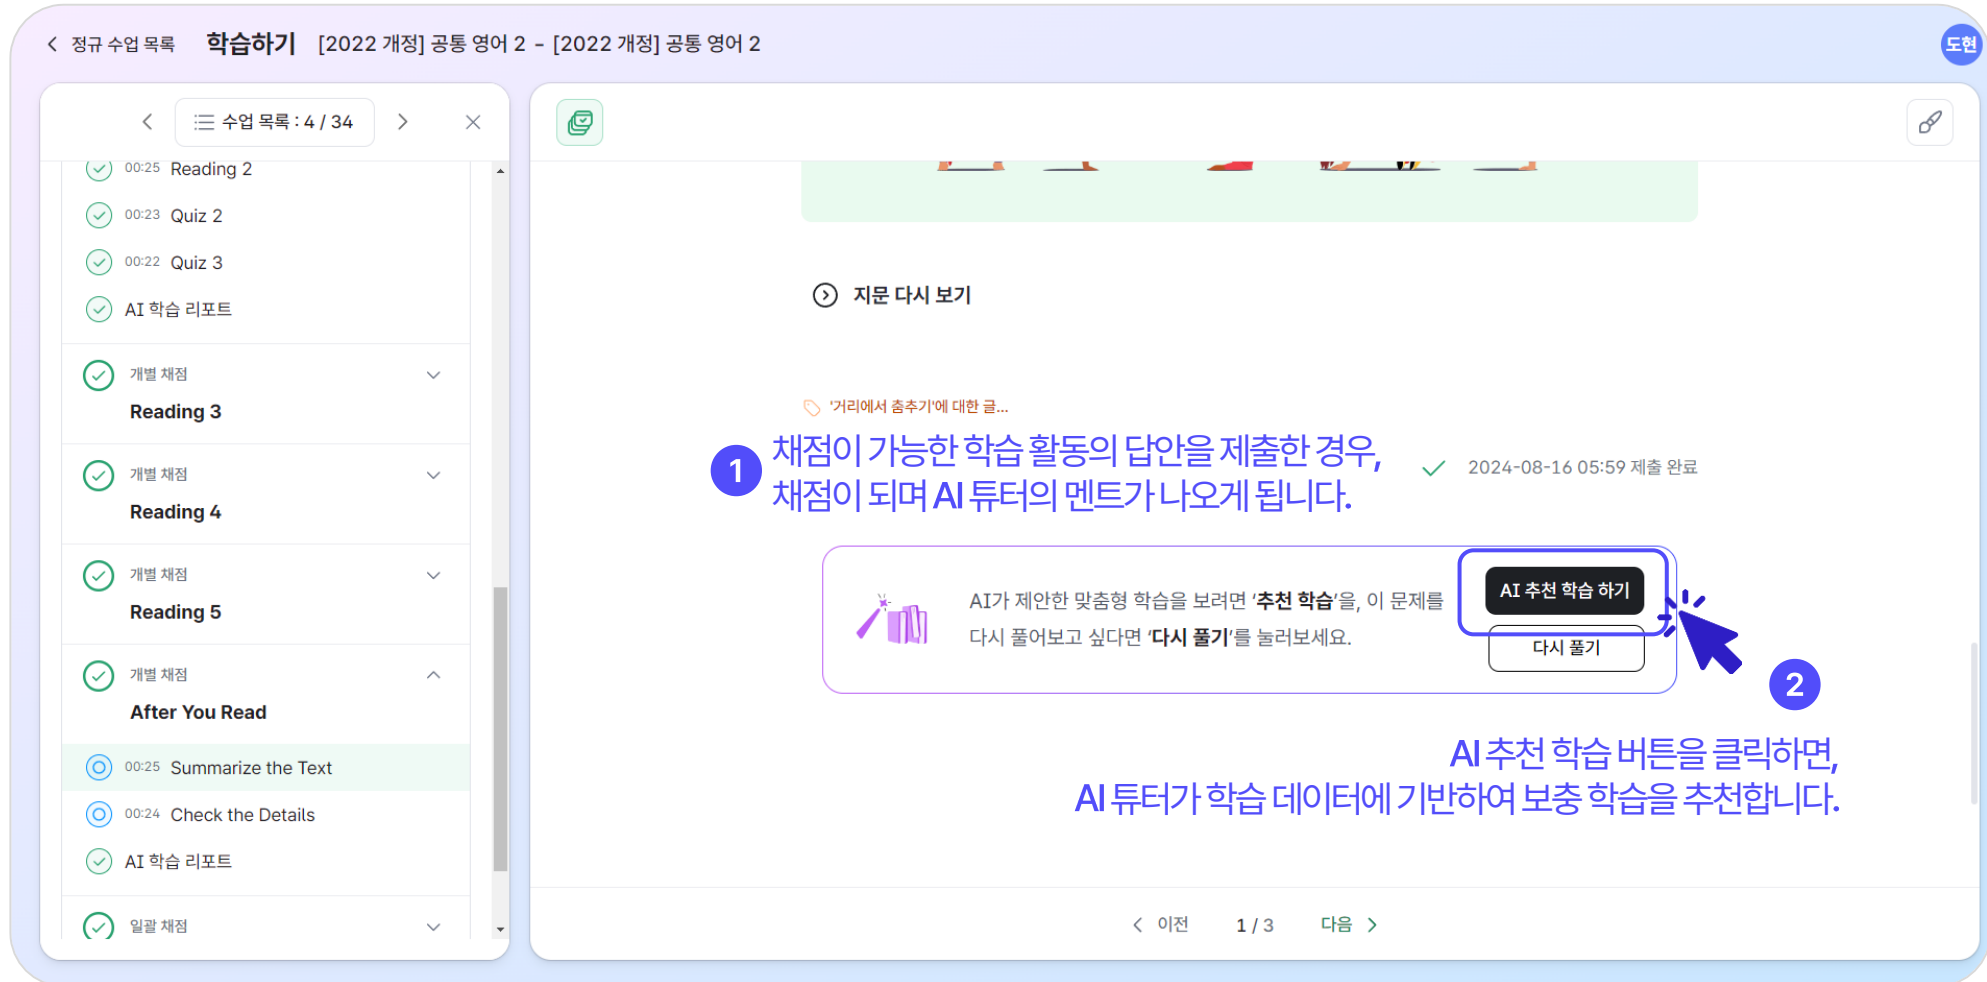 정규 수업 목록 학습하기 [2022 개정] 공통 영어 2 - [2022 개정] 공통 영어 2
도현
수업 목록 : 4 / 34
00:25 Reading 2
00:23 Quiz 2
00:22 Quiz 3
AI 학습 리포트
개별 채점
Reading 3
개별 채점
Reading 4
개별 채점
Reading 5
개별 채점
After You Read
00:25 Summarize the Text
00:24 Check the Details
AI 학습 리포트
일괄 채점
지문 다시 보기
'거리에서 춤추기'에 대한 글...
1
채점이 가능한 학습 활동의 답안을 제출한 경우,
채점이 되며 AI 튜터의 멘트가 나오게 됩니다.
2024-08-16 05:59 제출 완료
AI가 제안한 맞춤형 학습을 보려면 '추천 학습'을, 이 문제를
다시 풀어보고 싶다면 '다시 풀기'를 눌러보세요.
AI 추천 학습 하기
다시 풀기
2
AI 추천 학습 버튼을 클릭하면,
AI 튜터가 학습 데이터에 기반하여 보충 학습을 추천합니다.
이전 1 / 3 다음